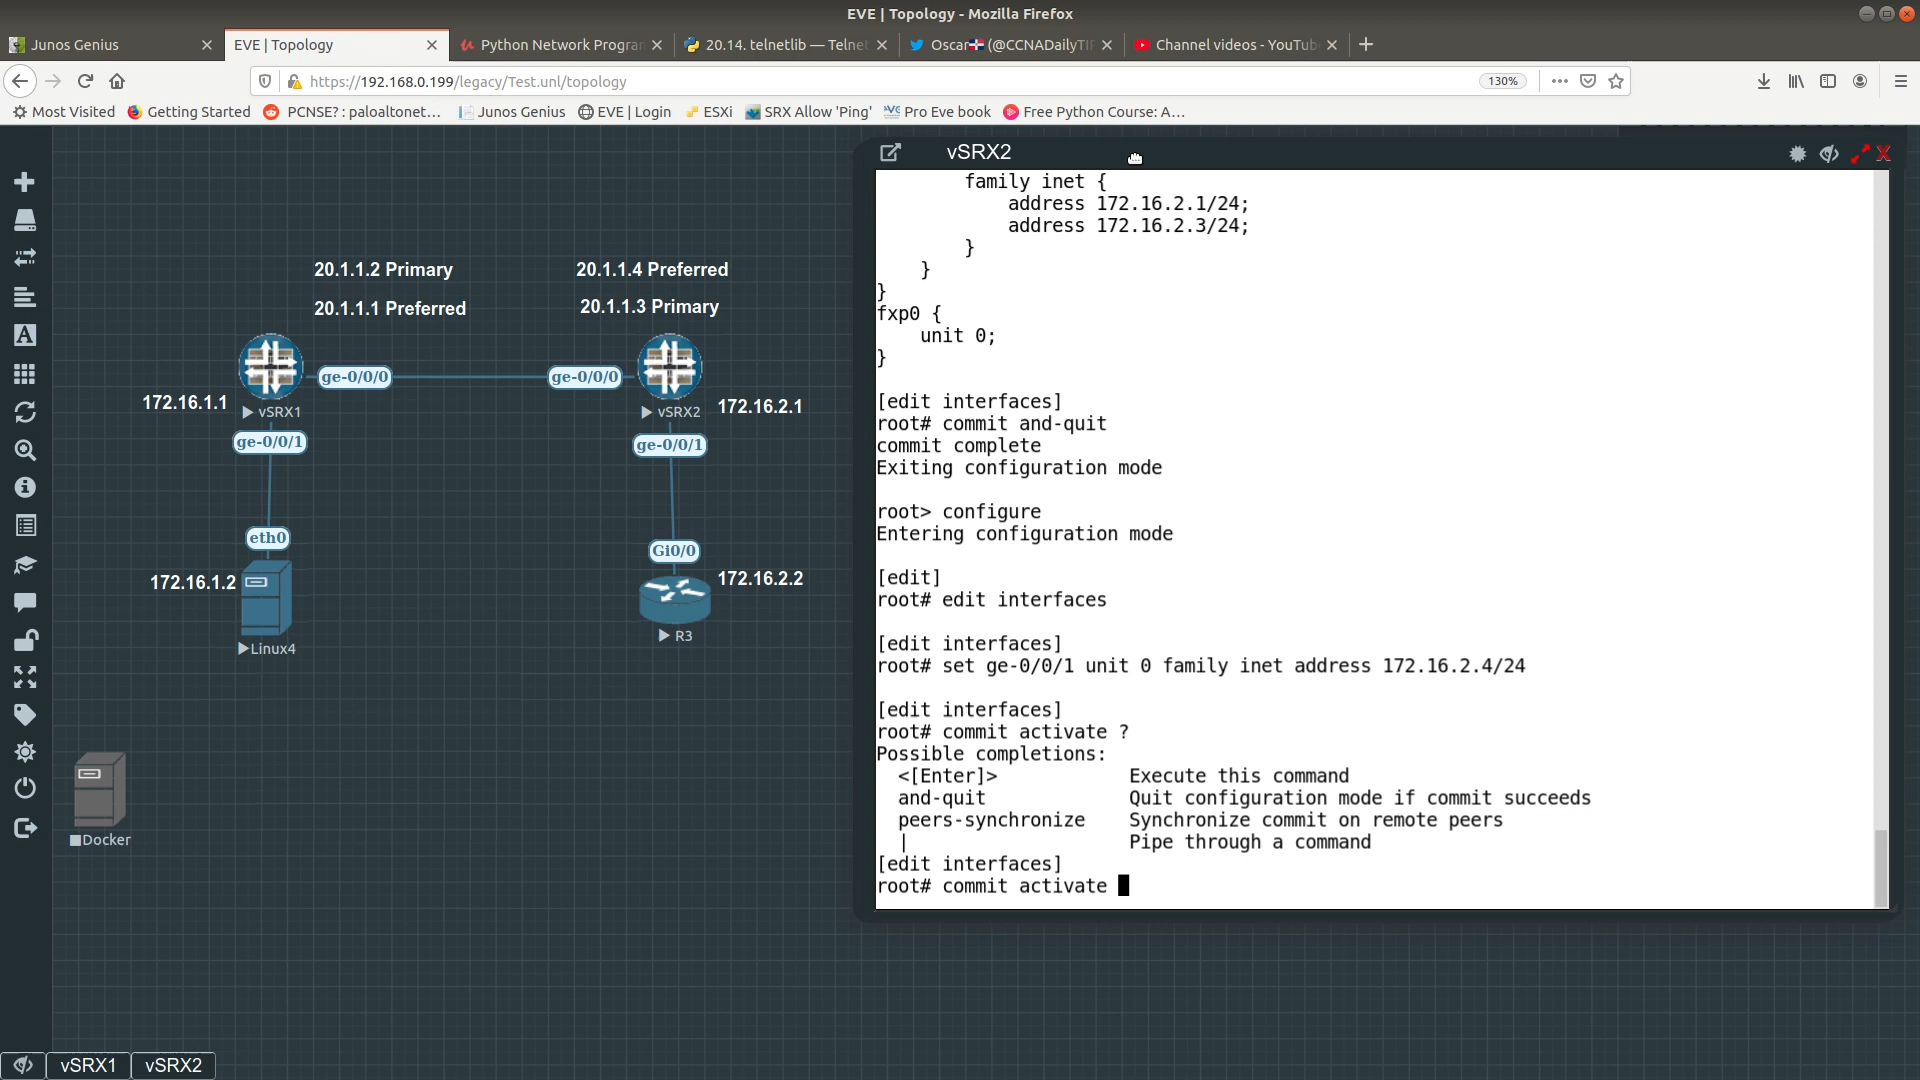 EVE | Topology - Mozilla Firefox
Junos Genius
EVE | Topology
Python Network Progra
20.14. telnetlib — Telne
Oscar (@CCNADailyTI
Channel videos - YouTub
https://192.168.0.199/legacy/Test.unl/topology
130%
Most Visited
Getting Started
PCNSE? : paloaltonet...
Junos Genius
EVE | Login
ESXi
SRX Allow 'Ping'
Pro Eve book
Free Python Course: A...
20.1.1.2 Primary
20.1.1.4 Preferred
20.1.1.1 Preferred
20.1.1.3 Primary
ge-0/0/0
ge-0/0/0
172.16.1.1
vSRX1
vSRX2
172.16.2.1
ge-0/0/1
ge-0/0/1
eth0
Gi0/0
172.16.1.2
172.16.2.2
Linux4
R3
Docker
vSRX2
family inet {
address 172.16.2.1/24;
address 172.16.2.3/24;
}
}
}
fxp0 {
unit 0;
}
[edit interfaces]
root# commit and-quit
commit complete
Exiting configuration mode
root> configure
Entering configuration mode
[edit]
root# edit interfaces
[edit interfaces]
root# set ge-0/0/1 unit 0 family inet address 172.16.2.4/24
[edit interfaces]
root# commit activate ?
Possible completions:
<[Enter]> Execute this command
and-quit Quit configuration mode if commit succeeds
peers-synchronize Synchronize commit on remote peers
| Pipe through a command
[edit interfaces]
root# commit activate
vSRX1
vSRX2